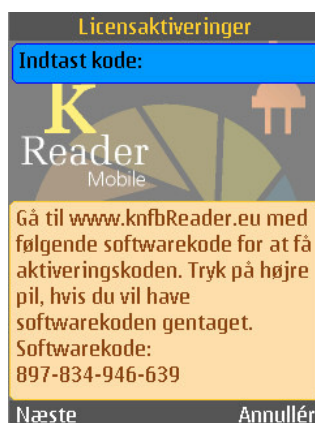 Licensaktiveringer
Indtast kode:
K
Reader
Mobile
Gå til www.knfbReader.eu med
følgende softwarekode for at få
aktiveringskoden. Tryk på højre
pil, hvis du vil have
softwarekoden gentaget.
Softwarekode:
897-834-946-639
Næste Annullér